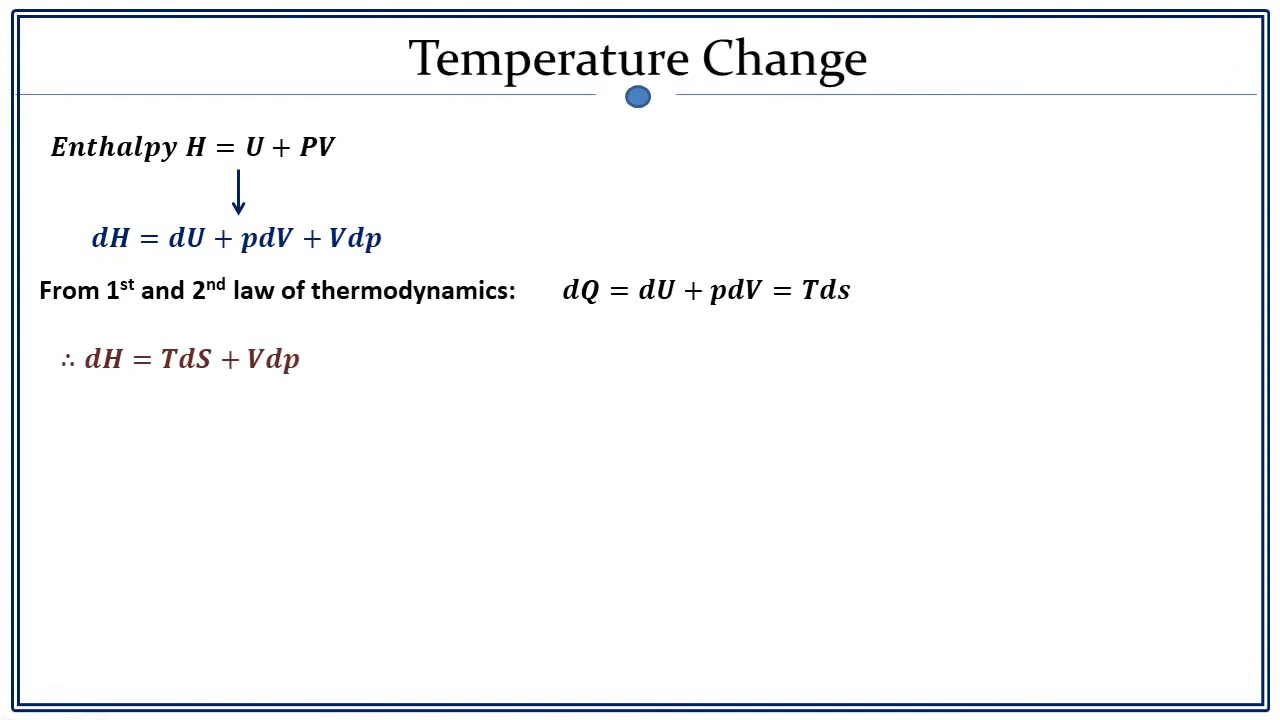 Temperature Change
Enthalpy H = U + PV
dH = dU + pdV + Vdp
From 1st and 2nd law of thermodynamics: dQ = dU + pdV = Tds
∴ dH = TdS + Vdp